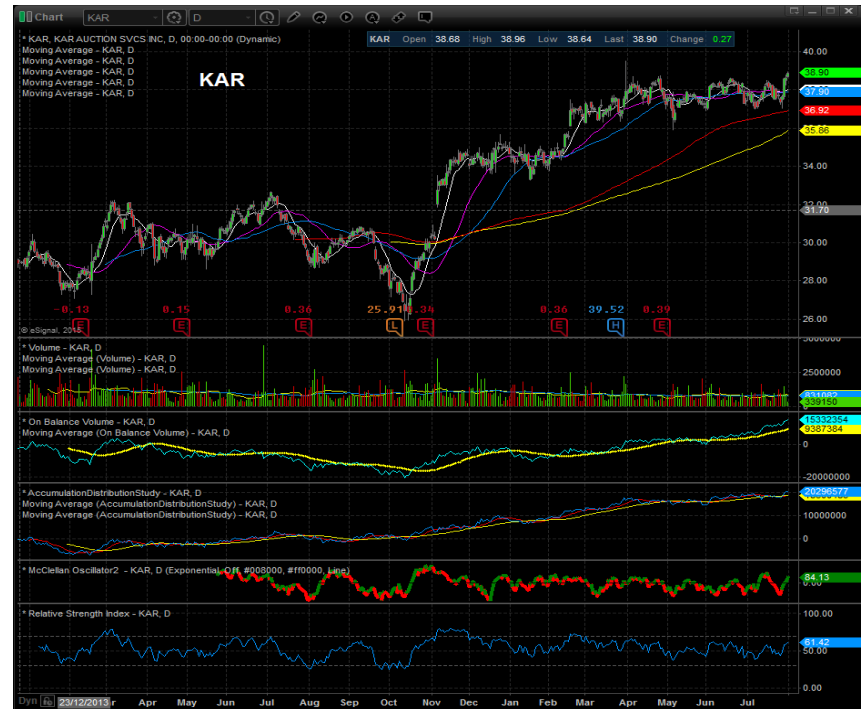 Chart KAR D
* KAR, KAR AUCTION SVCS INC, D, 00:00-00:00 (Dynamic)
KAR Open 38.68 High 38.96 Low 38.64 Last 38.90 Change 0.27
Moving Average - KAR, D
Moving Average - KAR, D
Moving Average - KAR, D
Moving Average - KAR, D
Moving Average - KAR, D
KAR
40.00
38.90
37.90
36.92
35.86
34.00
32.00
31.70
30.00
28.00
26.00
-0.13 0.15 0.36 25.91 .34 0.36 39.52 0.39
E E E L E E H E
© eSignal, 2015
* Volume - KAR, D
Moving Average (Volume) - KAR, D
Moving Average (Volume) - KAR, D
5000000
2500000
831082
339150
* On Balance Volume - KAR, D
Moving Average (On Balance Volume) - KAR, D
15332354
9387384
0
-20000000
* AccumulationDistributionStudy - KAR, D
Moving Average (AccumulationDistributionStudy) - KAR, D
Moving Average (AccumulationDistributionStudy) - KAR, D
20296577
10000000
0
* McClellan Oscillator2 - KAR, D (Exponential, Off, #008000, #ff0000, Line)
84.13
0.00
* Relative Strength Index - KAR, D
100.00
61.42
50.00
0.00
Dyn 23/12/2013 r Apr May Jun Jul Aug Sep Oct Nov Dec Jan Feb Mar Apr May Jun Jul